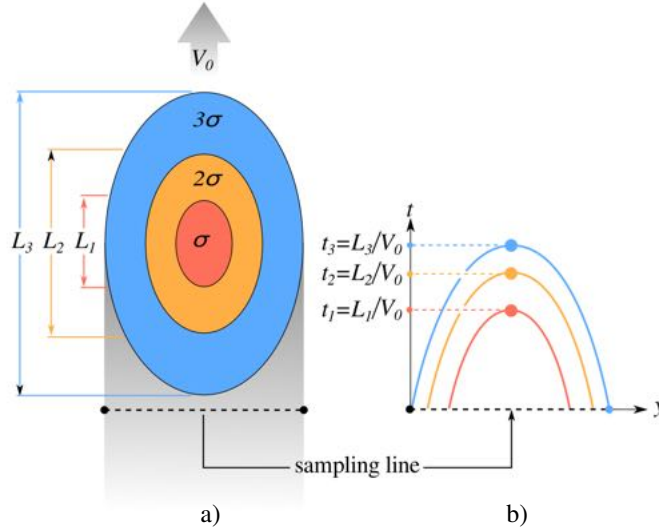 V0
3σ
2σ
σ
L3 L2 L1
t
t3=L3/V0
t2=L2/V0
t1=L1/V0
y
sampling line
a) b)